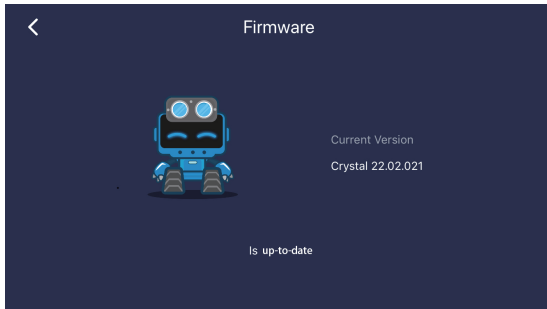 Firmware
Current Version
Crystal 22.02.021
Is up-to-date